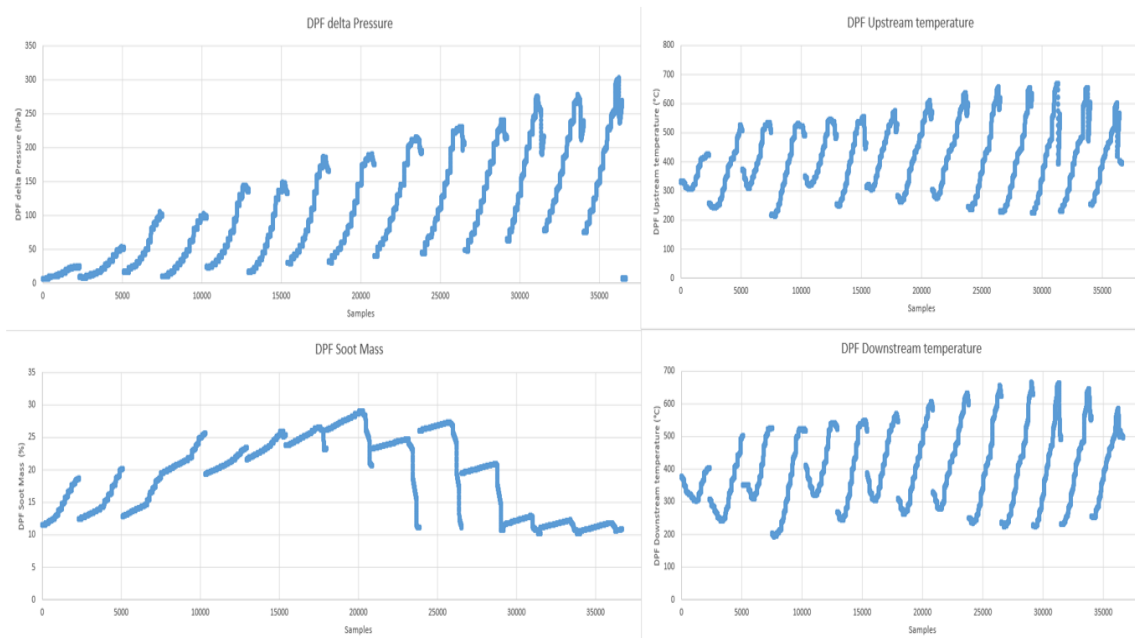 DPF delta Pressure
350
300
250
200
150
100
50
0
DPF delta Pressure (hPa)
0 5000 10000 15000 20000 25000 30000 35000
Samples
DPF Upstream temperature
800
700
600
500
400
300
200
100
0
DPF Upstream temperature (°C)
0 5000 10000 15000 20000 25000 30000 35000
Samples
DPF Soot Mass
35
30
25
20
15
10
5
0
DPF Soot Mass (%)
0 5000 10000 15000 20000 25000 30000 35000
Samples
DPF Downstream temperature
700
600
500
400
300
200
100
0
DPF Downstream temperature (°C)
0 5000 10000 15000 20000 25000 30000 35000
Samples